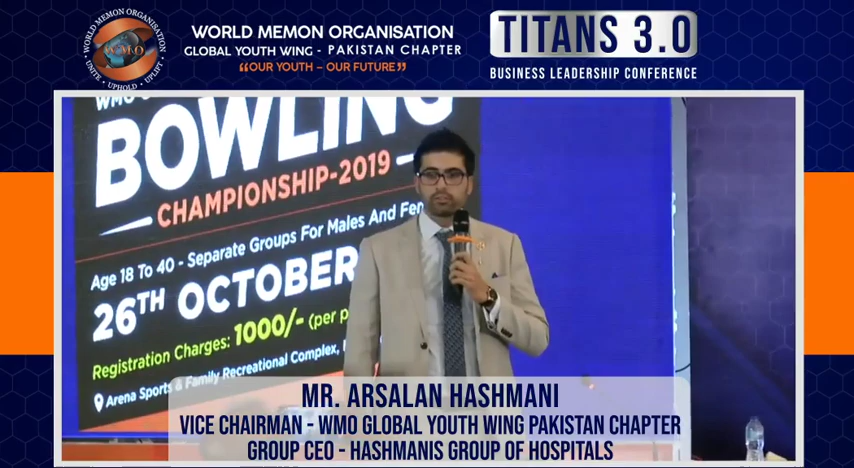 WORLD MEMON ORGANISATION
WMO
UNITE · UPHOLD · UPLIFT
WORLD MEMON ORGANISATION
GLOBAL YOUTH WING - PAKISTAN CHAPTER
“OUR YOUTH – OUR FUTURE”
TITANS 3.0
BUSINESS LEADERSHIP CONFERENCE
WMO
BOWLING
CHAMPIONSHIP-2019
Age 18 To 40 - Separate Groups For Males And
26TH OCTOBER
Registration Charges: 1000/- (per
Arena Sports & Family Recreational Complex,
MR. ARSALAN HASHMANI
VICE CHAIRMAN - WMO GLOBAL YOUTH WING PAKISTAN CHAPTER
GROUP CEO - HASHMANIS GROUP OF HOSPITALS